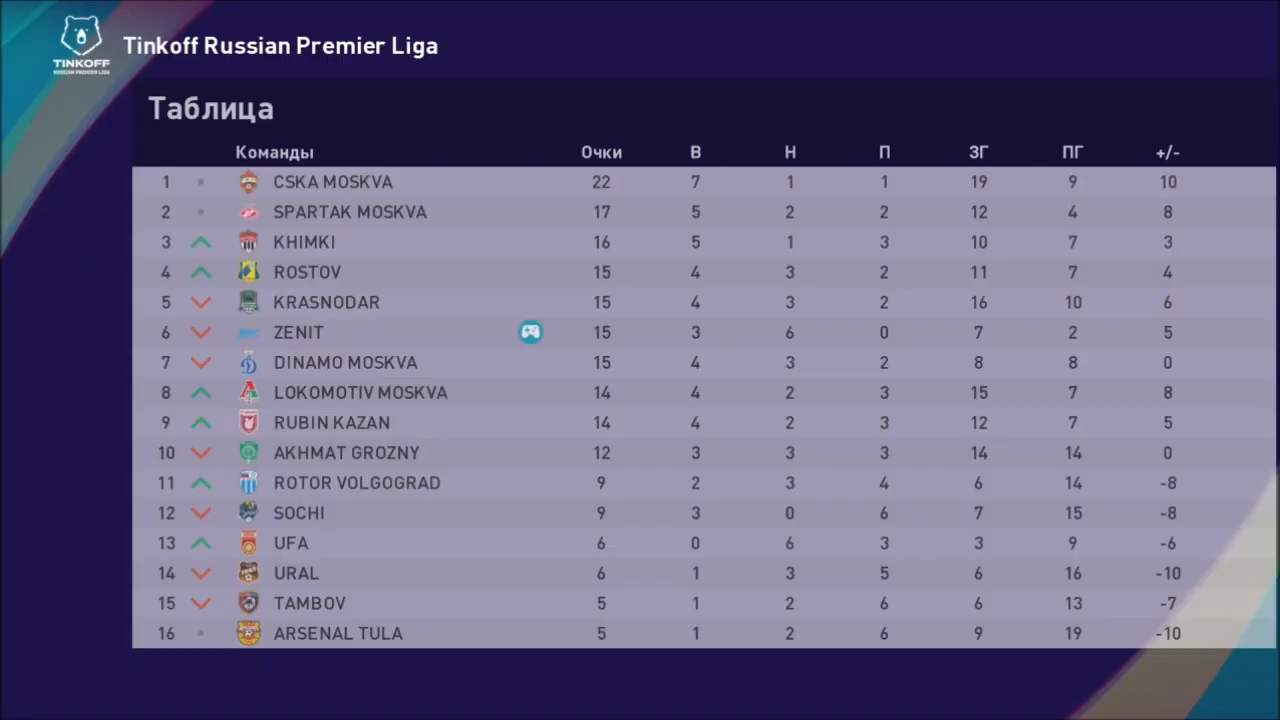 Tinkoff Russian Premier Liga
TINKOFF
RUSSIAN PREMIER LIGA
Таблица
Команды Очки В Н П ЗГ ПГ +/-
1 CSKA MOSKVA 22 7 1 1 19 9 10
2 SPARTAK MOSKVA 17 5 2 2 12 4 8
3 KHIMKI 16 5 1 3 10 7 3
4 ROSTOV 15 4 3 2 11 7 4
5 KRASNODAR 15 4 3 2 16 10 6
6 ZENIT 15 3 6 0 7 2 5
7 DINAMO MOSKVA 15 4 3 2 8 8 0
8 LOKOMOTIV MOSKVA 14 4 2 3 15 7 8
9 RUBIN KAZAN 14 4 2 3 12 7 5
10 AKHMAT GROZNY 12 3 3 3 14 14 0
11 ROTOR VOLGOGRAD 9 2 3 4 6 14 -8
12 SOCHI 9 3 0 6 7 15 -8
13 UFA 6 0 6 3 3 9 -6
14 URAL 6 1 3 5 6 16 -10
15 TAMBOV 5 1 2 6 6 13 -7
16 ARSENAL TULA 5 1 2 6 9 19 -10